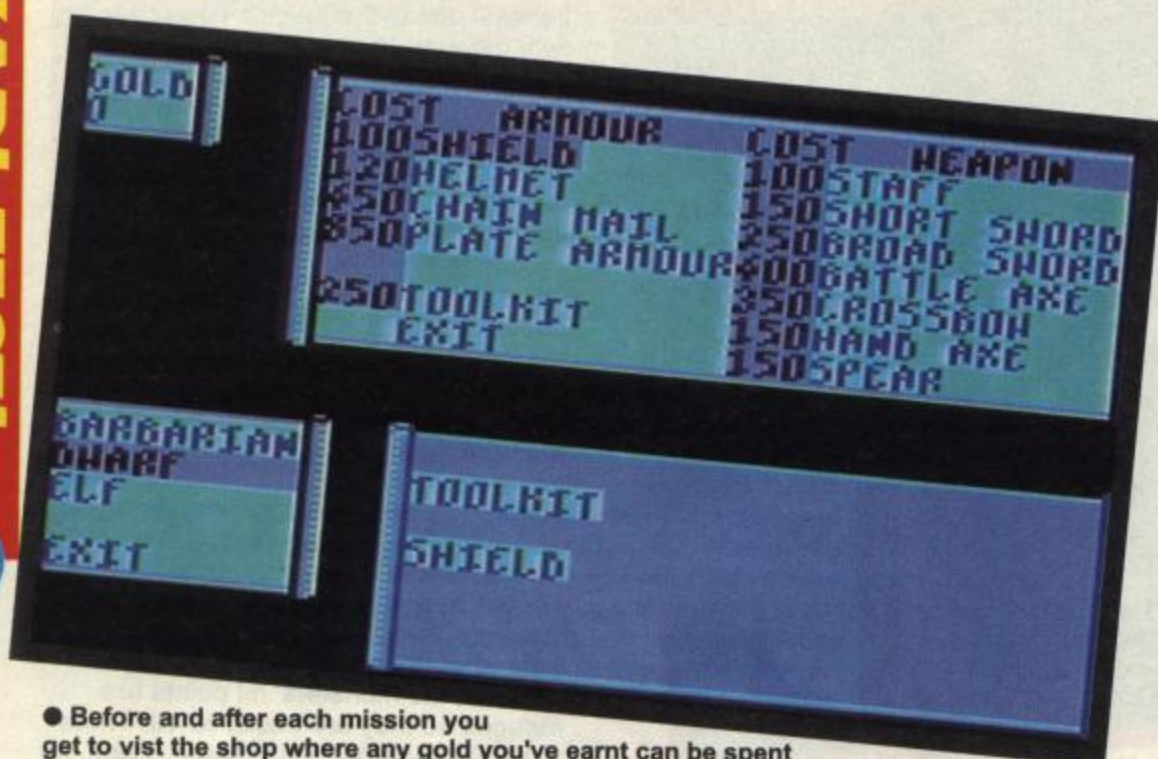 GOLD
0
COST ARMOUR
100SHIELD
120HELMET
450CHAIN MAIL
850PLATE ARMOUR
250TOOLKIT
EXIT
COST WEAPON
100STAFF
150SHORT SWORD
250BROAD SWORD
400BATTLE AXE
350CROSSBOW
150HAND AXE
150SPEAR
BARBARIAN
DWARF
ELF
EXIT
TOOLKIT
SHIELD
● Before and after each mission you
get to vist the shop where any gold you've earnt can be spent